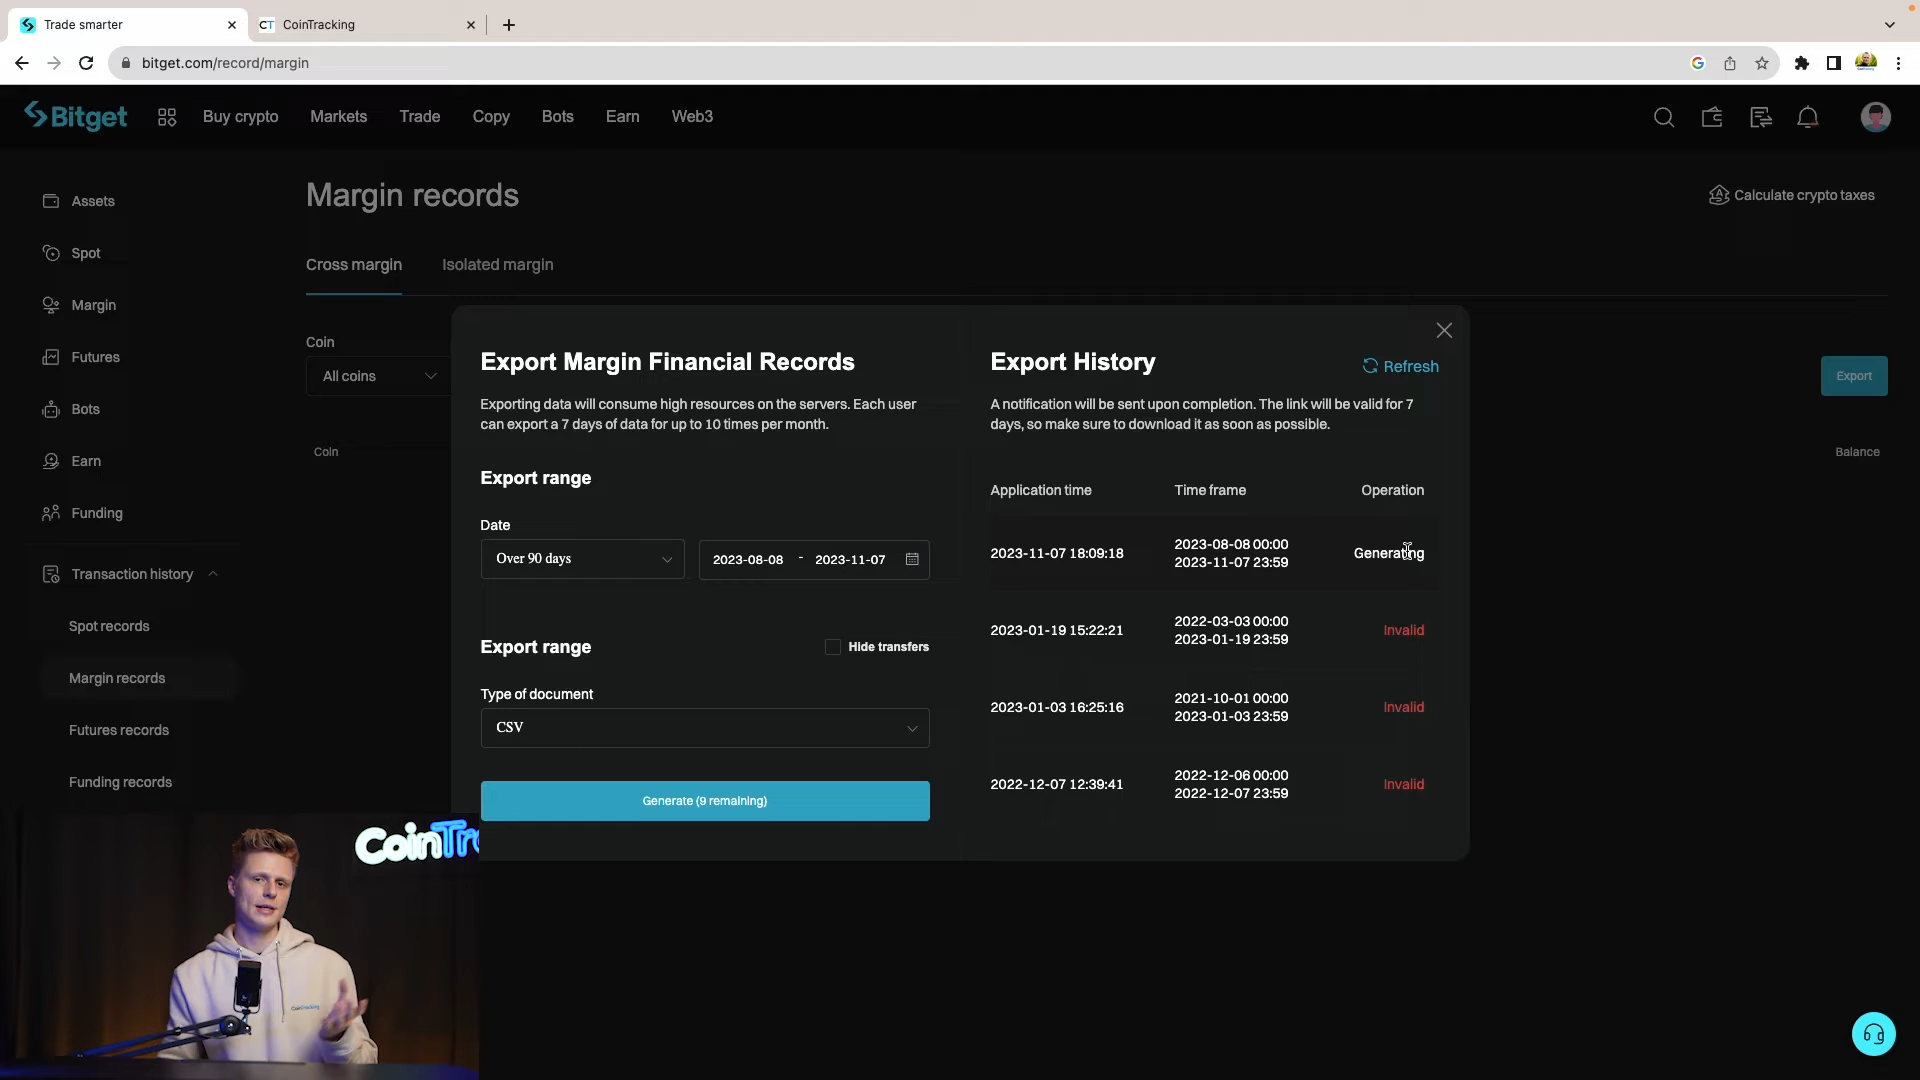 Trade smarter
CT CoinTracking
bitget.com/record/margin
Bitget
Buy crypto
Markets
Trade
Copy
Bots
Earn
Web3
Assets
Spot
Margin
Futures
Bots
Earn
Funding
Transaction history
Spot records
Margin records
Futures records
Funding records
Margin records
Calculate crypto taxes
Cross margin
Isolated margin
Coin
All coins
Export
Coin
Balance
Export Margin Financial Records
Exporting data will consume high resources on the servers. Each user
can export a 7 days of data for up to 10 times per month.
Export range
Date
Over 90 days
2023-08-08 - 2023-11-07
Export range
Hide transfers
Type of document
CSV
Generate (9 remaining)
Export History
Refresh
A notification will be sent upon completion. The link will be valid for 7
days, so make sure to download it as soon as possible.
Application time
Time frame
Operation
2023-11-07 18:09:18
2023-08-08 00:00
2023-11-07 23:59
Generating
2023-01-19 15:22:21
2022-03-03 00:00
2023-01-19 23:59
Invalid
2023-01-03 16:25:16
2021-10-01 00:00
2023-01-03 23:59
Invalid
2022-12-07 12:39:41
2022-12-06 00:00
2022-12-07 23:59
Invalid
CoinTr
CoinTracking